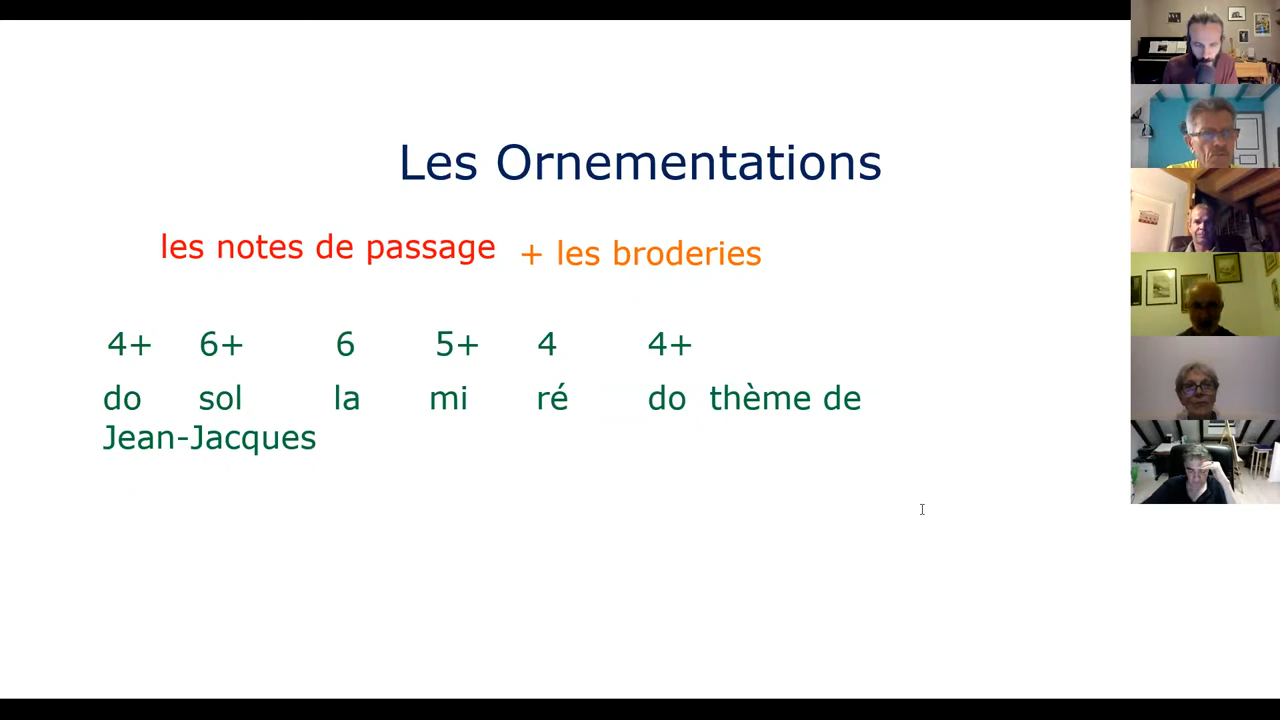 Les Ornementations
les notes de passage + les broderies
4+ 6+ 6 5+ 4 4+
do sol la mi ré do thème de
Jean-Jacques